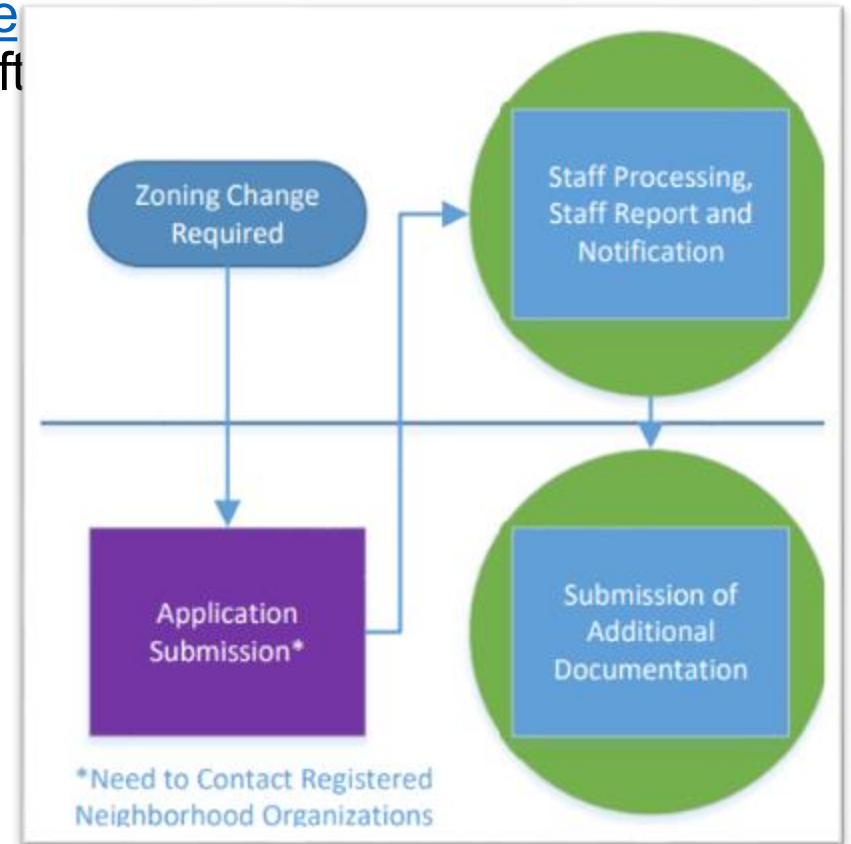 e
ft
Zoning Change
Required
Staff Processing,
Staff Report and
Notification
Application
Submission*
Submission of
Additional
Documentation
*Need to Contact Registered
Neighborhood Organizations